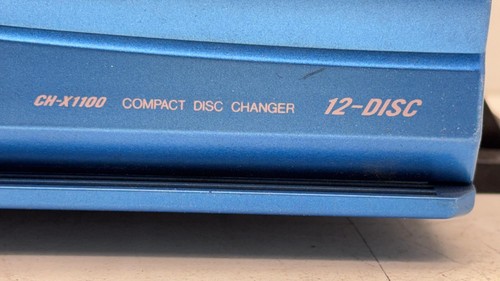 CH-X1100 COMPACT DISC CHANGER 12-DISC